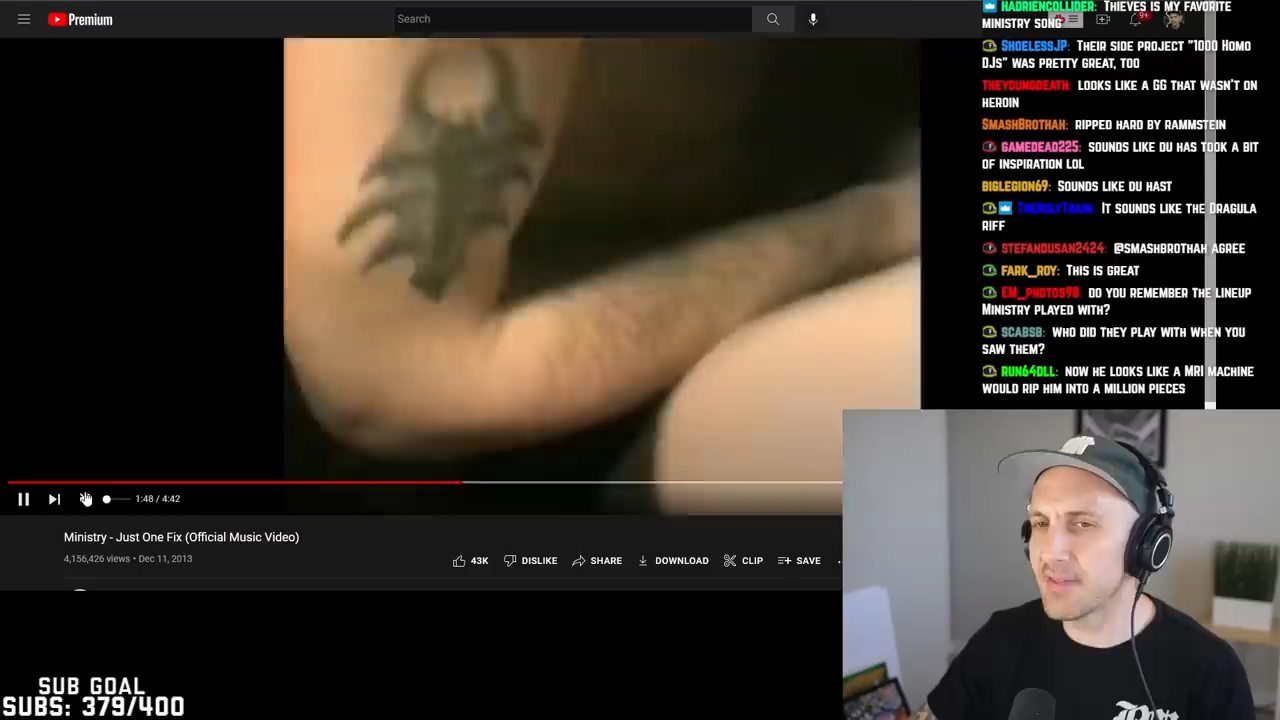 Premium
Search
9+
HADRIENCOLLIDER: THIEVES IS MY FAVORITE
MINISTRY SONG
SHOELESSJP: THEIR SIDE PROJECT "1000 HOMO
DJS" WAS PRETTY GREAT, TOO
THEYOUNGDEATH: LOOKS LIKE A GG THAT WASN'T ON
HEROIN
SMASHBROTHAH: RIPPED HARD BY RAMMSTEIN
GAMEDEAD225: SOUNDS LIKE DU HAS TOOK A BIT
OF INSPIRATION LOL
BIGLEGION69: SOUNDS LIKE DU HAST
THEHOLYTRAIN: IT SOUNDS LIKE THE DRAGULA
RIFF
STEFANOUSAN2424: @SMASHBROTHAH AGREE
FARK_ROY: THIS IS GREAT
EM_PHOTOS98: DO YOU REMEMBER THE LINEUP
MINISTRY PLAYED WITH?
SCABSB: WHO DID THEY PLAY WITH WHEN YOU
SAW THEM?
RUN64DLL: NOW HE LOOKS LIKE A MRI MACHINE
WOULD RIP HIM INTO A MILLION PIECES
1:48 / 4:42
Ministry - Just One Fix (Official Music Video)
4,156,426 views • Dec 11, 2013
43K DISLIKE SHARE DOWNLOAD CLIP SAVE
SUB GOAL
SUBS: 379/400